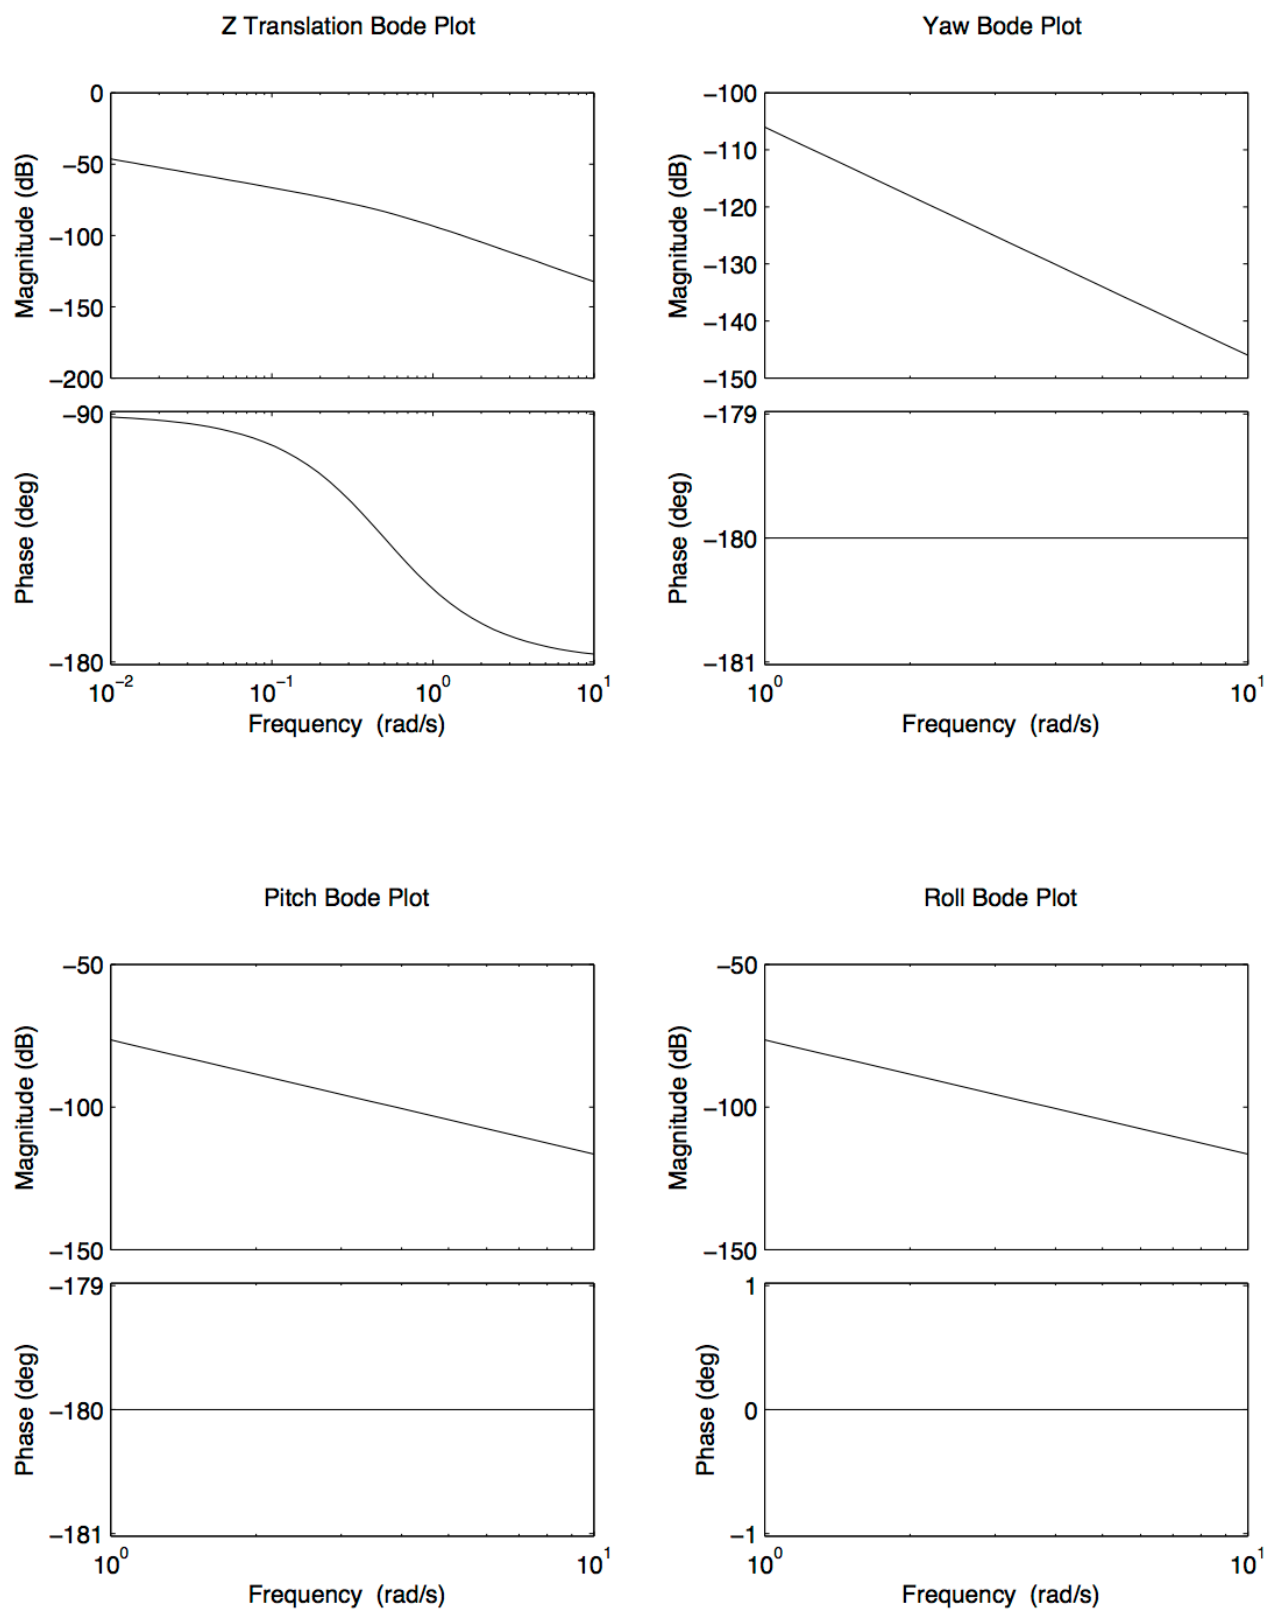 Z Translation Bode Plot
0
−50
−100
−150
−200
Magnitude (dB)
−90
−180
Phase (deg)
10−2 10−1 100 101
Frequency (rad/s)
Yaw Bode Plot
−100
−110
−120
−130
−140
−150
Magnitude (dB)
−179
−180
−181
Phase (deg)
100 101
Frequency (rad/s)
Pitch Bode Plot
−50
−100
−150
Magnitude (dB)
−179
−180
−181
Phase (deg)
100 101
Frequency (rad/s)
Roll Bode Plot
−50
−100
−150
Magnitude (dB)
1
0
−1
Phase (deg)
100 101
Frequency (rad/s)